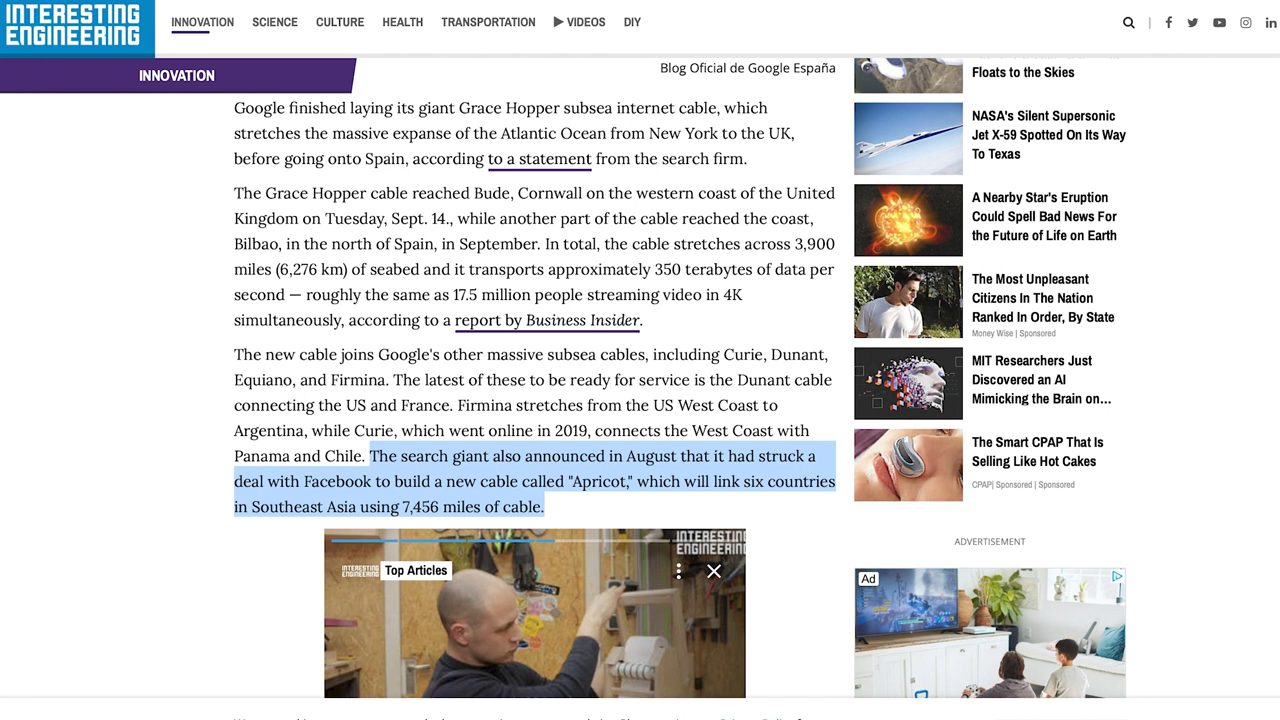 INTERESTING
ENGINEERING
INNOVATION
SCIENCE
CULTURE
HEALTH
TRANSPORTATION
VIDEOS
DIY
INNOVATION
Blog Oficial de Google España
Google finished laying its giant Grace Hopper subsea internet cable, which
stretches the massive expanse of the Atlantic Ocean from New York to the UK,
before going onto Spain, according to a statement from the search firm.
The Grace Hopper cable reached Bude, Cornwall on the western coast of the United
Kingdom on Tuesday, Sept. 14., while another part of the cable reached the coast,
Bilbao, in the north of Spain, in September. In total, the cable stretches across 3,900
miles (6,276 km) of seabed and it transports approximately 350 terabytes of data per
second — roughly the same as 17.5 million people streaming video in 4K
simultaneously, according to a report by Business Insider.
The new cable joins Google's other massive subsea cables, including Curie, Dunant,
Equiano, and Firmina. The latest of these to be ready for service is the Dunant cable
connecting the US and France. Firmina stretches from the US West Coast to
Argentina, while Curie, which went online in 2019, connects the West Coast with
Panama and Chile. The search giant also announced in August that it had struck a
deal with Facebook to build a new cable called "Apricot," which will link six countries
in Southeast Asia using 7,456 miles of cable.
INTERESTING
ENGINEERING
INTERESTING
ENGINEERING
Top Articles
Floats to the Skies
NASA's Silent Supersonic
Jet X-59 Spotted On Its Way
To Texas
A Nearby Star's Eruption
Could Spell Bad News For
the Future of Life on Earth
The Most Unpleasant
Citizens In The Nation
Ranked In Order, By State
Money Wise | Sponsored
MIT Researchers Just
Discovered an AI
Mimicking the Brain on...
The Smart CPAP That Is
Selling Like Hot Cakes
CPAP| Sponsored | Sponsored
ADVERTISEMENT
Ad